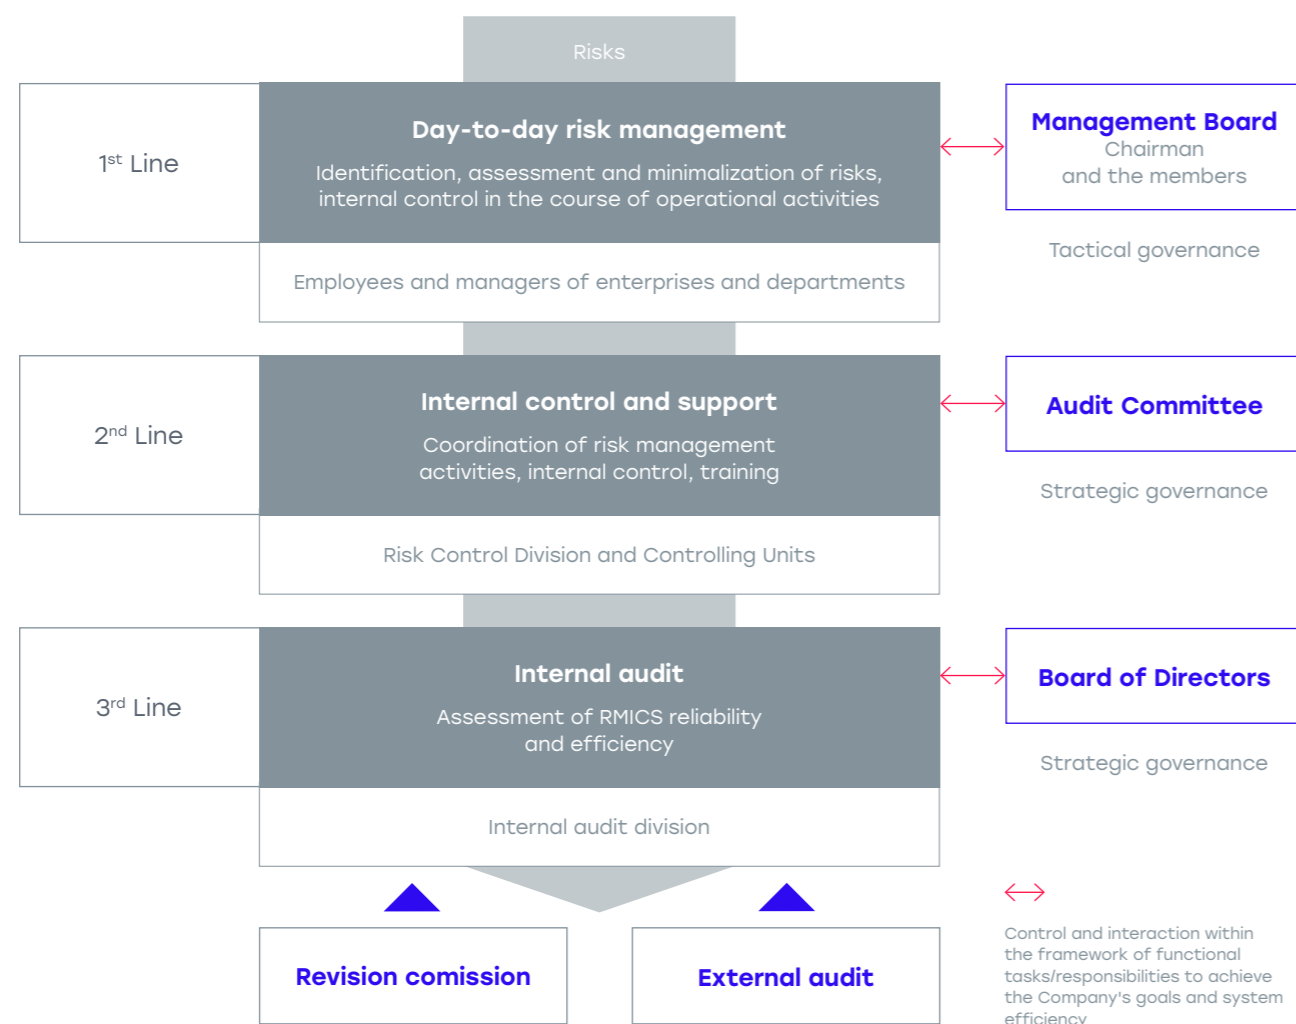 Risks
1st Line
Day-to-day risk management
Identification, assessment and minimalization of risks,
internal control in the course of operational activities
Employees and managers of enterprises and departments
Management Board
Chairman
and the members
Tactical governance
2nd Line
Internal control and support
Coordination of risk management
activities, internal control, training
Risk Control Division and Controlling Units
Audit Committee
Strategic governance
3rd Line
Internal audit
Assessment of RMICS reliability
and efficiency
Internal audit division
Board of Directors
Strategic governance
Revision comission
External audit
Control and interaction within
the framework of functional
tasks/responsibilities to achieve
the Company's goals and system
efficiency